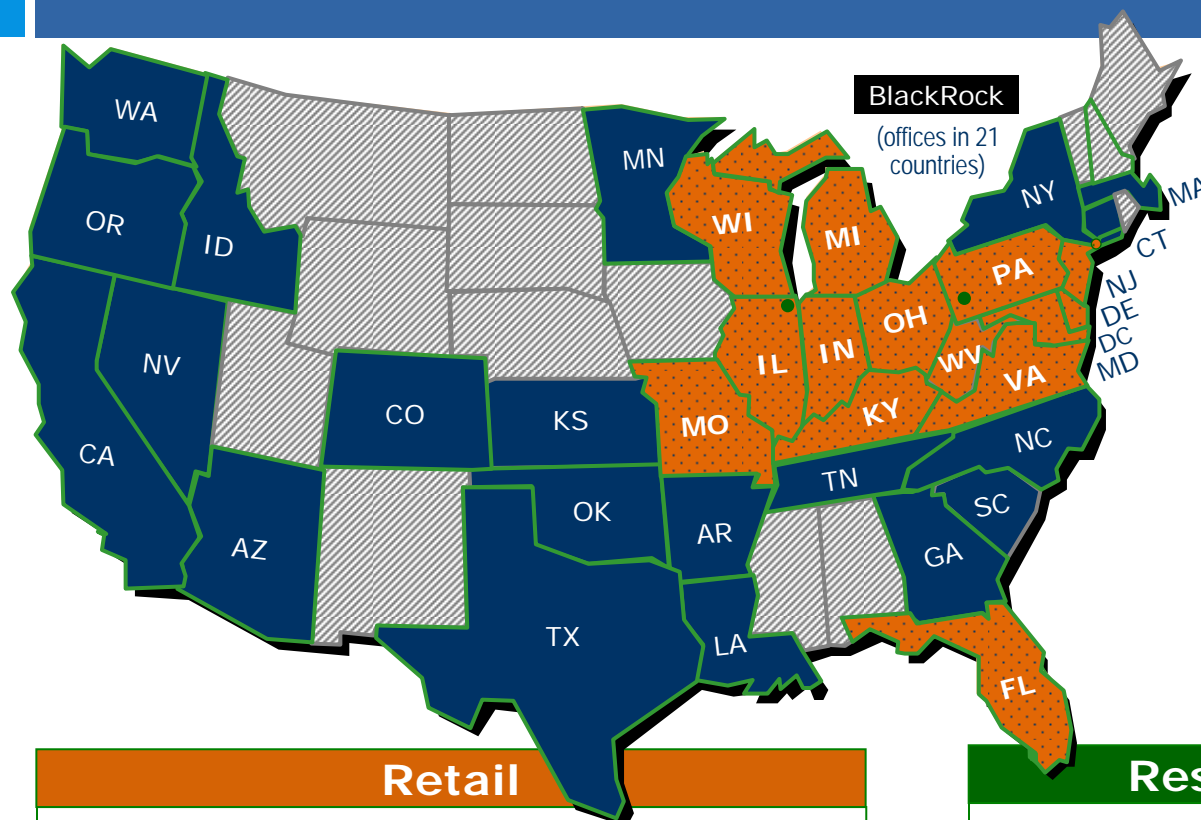 BlackRock
(offices in 21
countries)
WA
MN
NY
MA
OR
ID
WI
MI
CT
PA
NJ
DE
OH
DC
NV
IL
IN
WV
VA
MD
CO
KS
MO
KY
CA
NC
TN
OK
AR
SC
AZ
GA
TX
LA
FL
Retail
Res